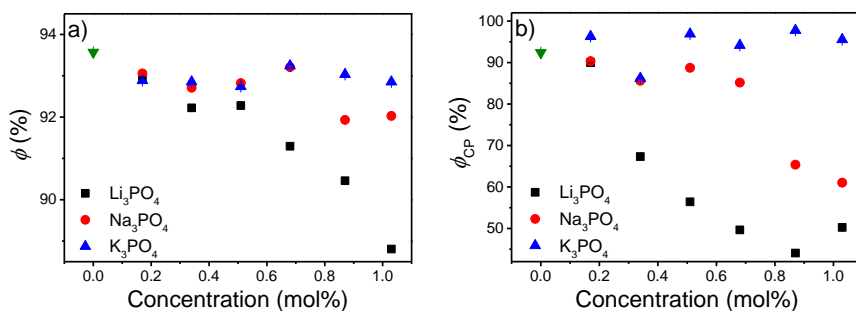 a)
94
92
90
ϕ (%)
Li₃PO₄
Na₃PO₄
K₃PO₄
0.0 0.2 0.4 0.6 0.8 1.0
Concentration (mol%)
b)
100
90
80
70
60
50
ϕCP (%)
Li₃PO₄
Na₃PO₄
K₃PO₄
0.0 0.2 0.4 0.6 0.8 1.0
Concentration (mol%)